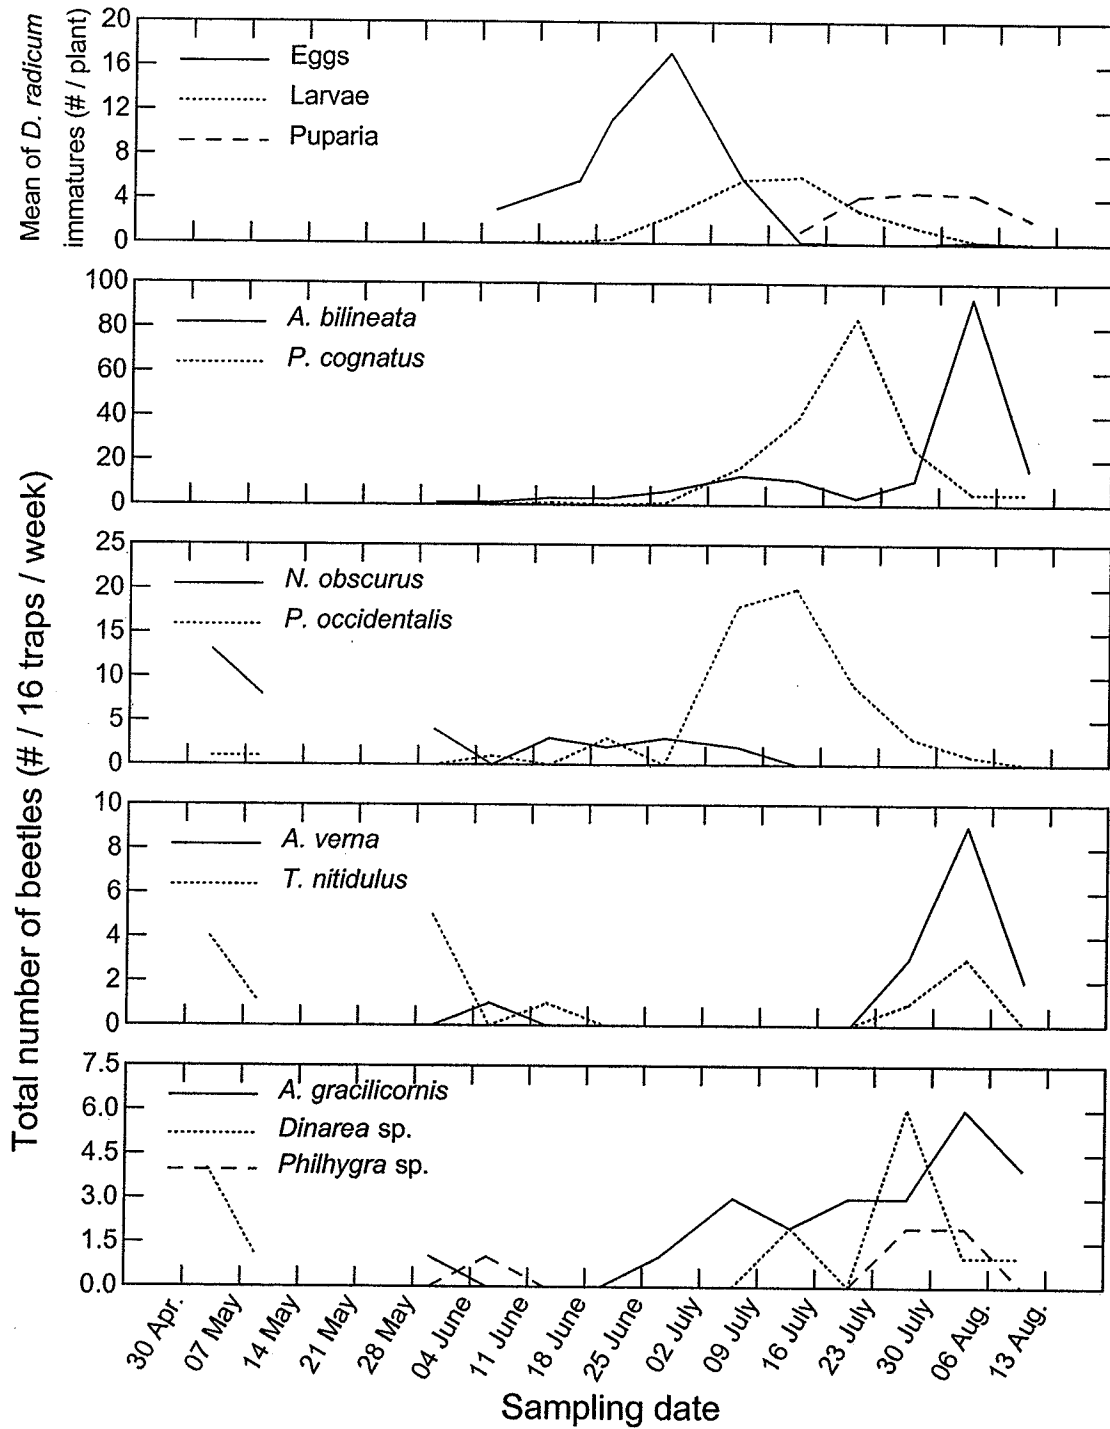 Mean of D. radicum
immatures (# / plant)
20
16
12
8
4
0
Eggs
Larvae
Puparia
100
80
60
40
20
0
A. bilineata
P. cognatus
25
20
15
10
5
0
N. obscurus
P. occidentalis
10
8
6
4
2
0
A. verna
T. nitidulus
7.5
6.0
4.5
3.0
1.5
0.0
A. gracilicornis
Dinarea sp.
Philhygra sp.
Total number of beetles (# / 16 traps / week)
30 Apr.
07 May
14 May
21 May
28 May
04 June
11 June
18 June
25 June
02 July
09 July
16 July
23 July
30 July
06 Aug.
13 Aug.
Sampling date